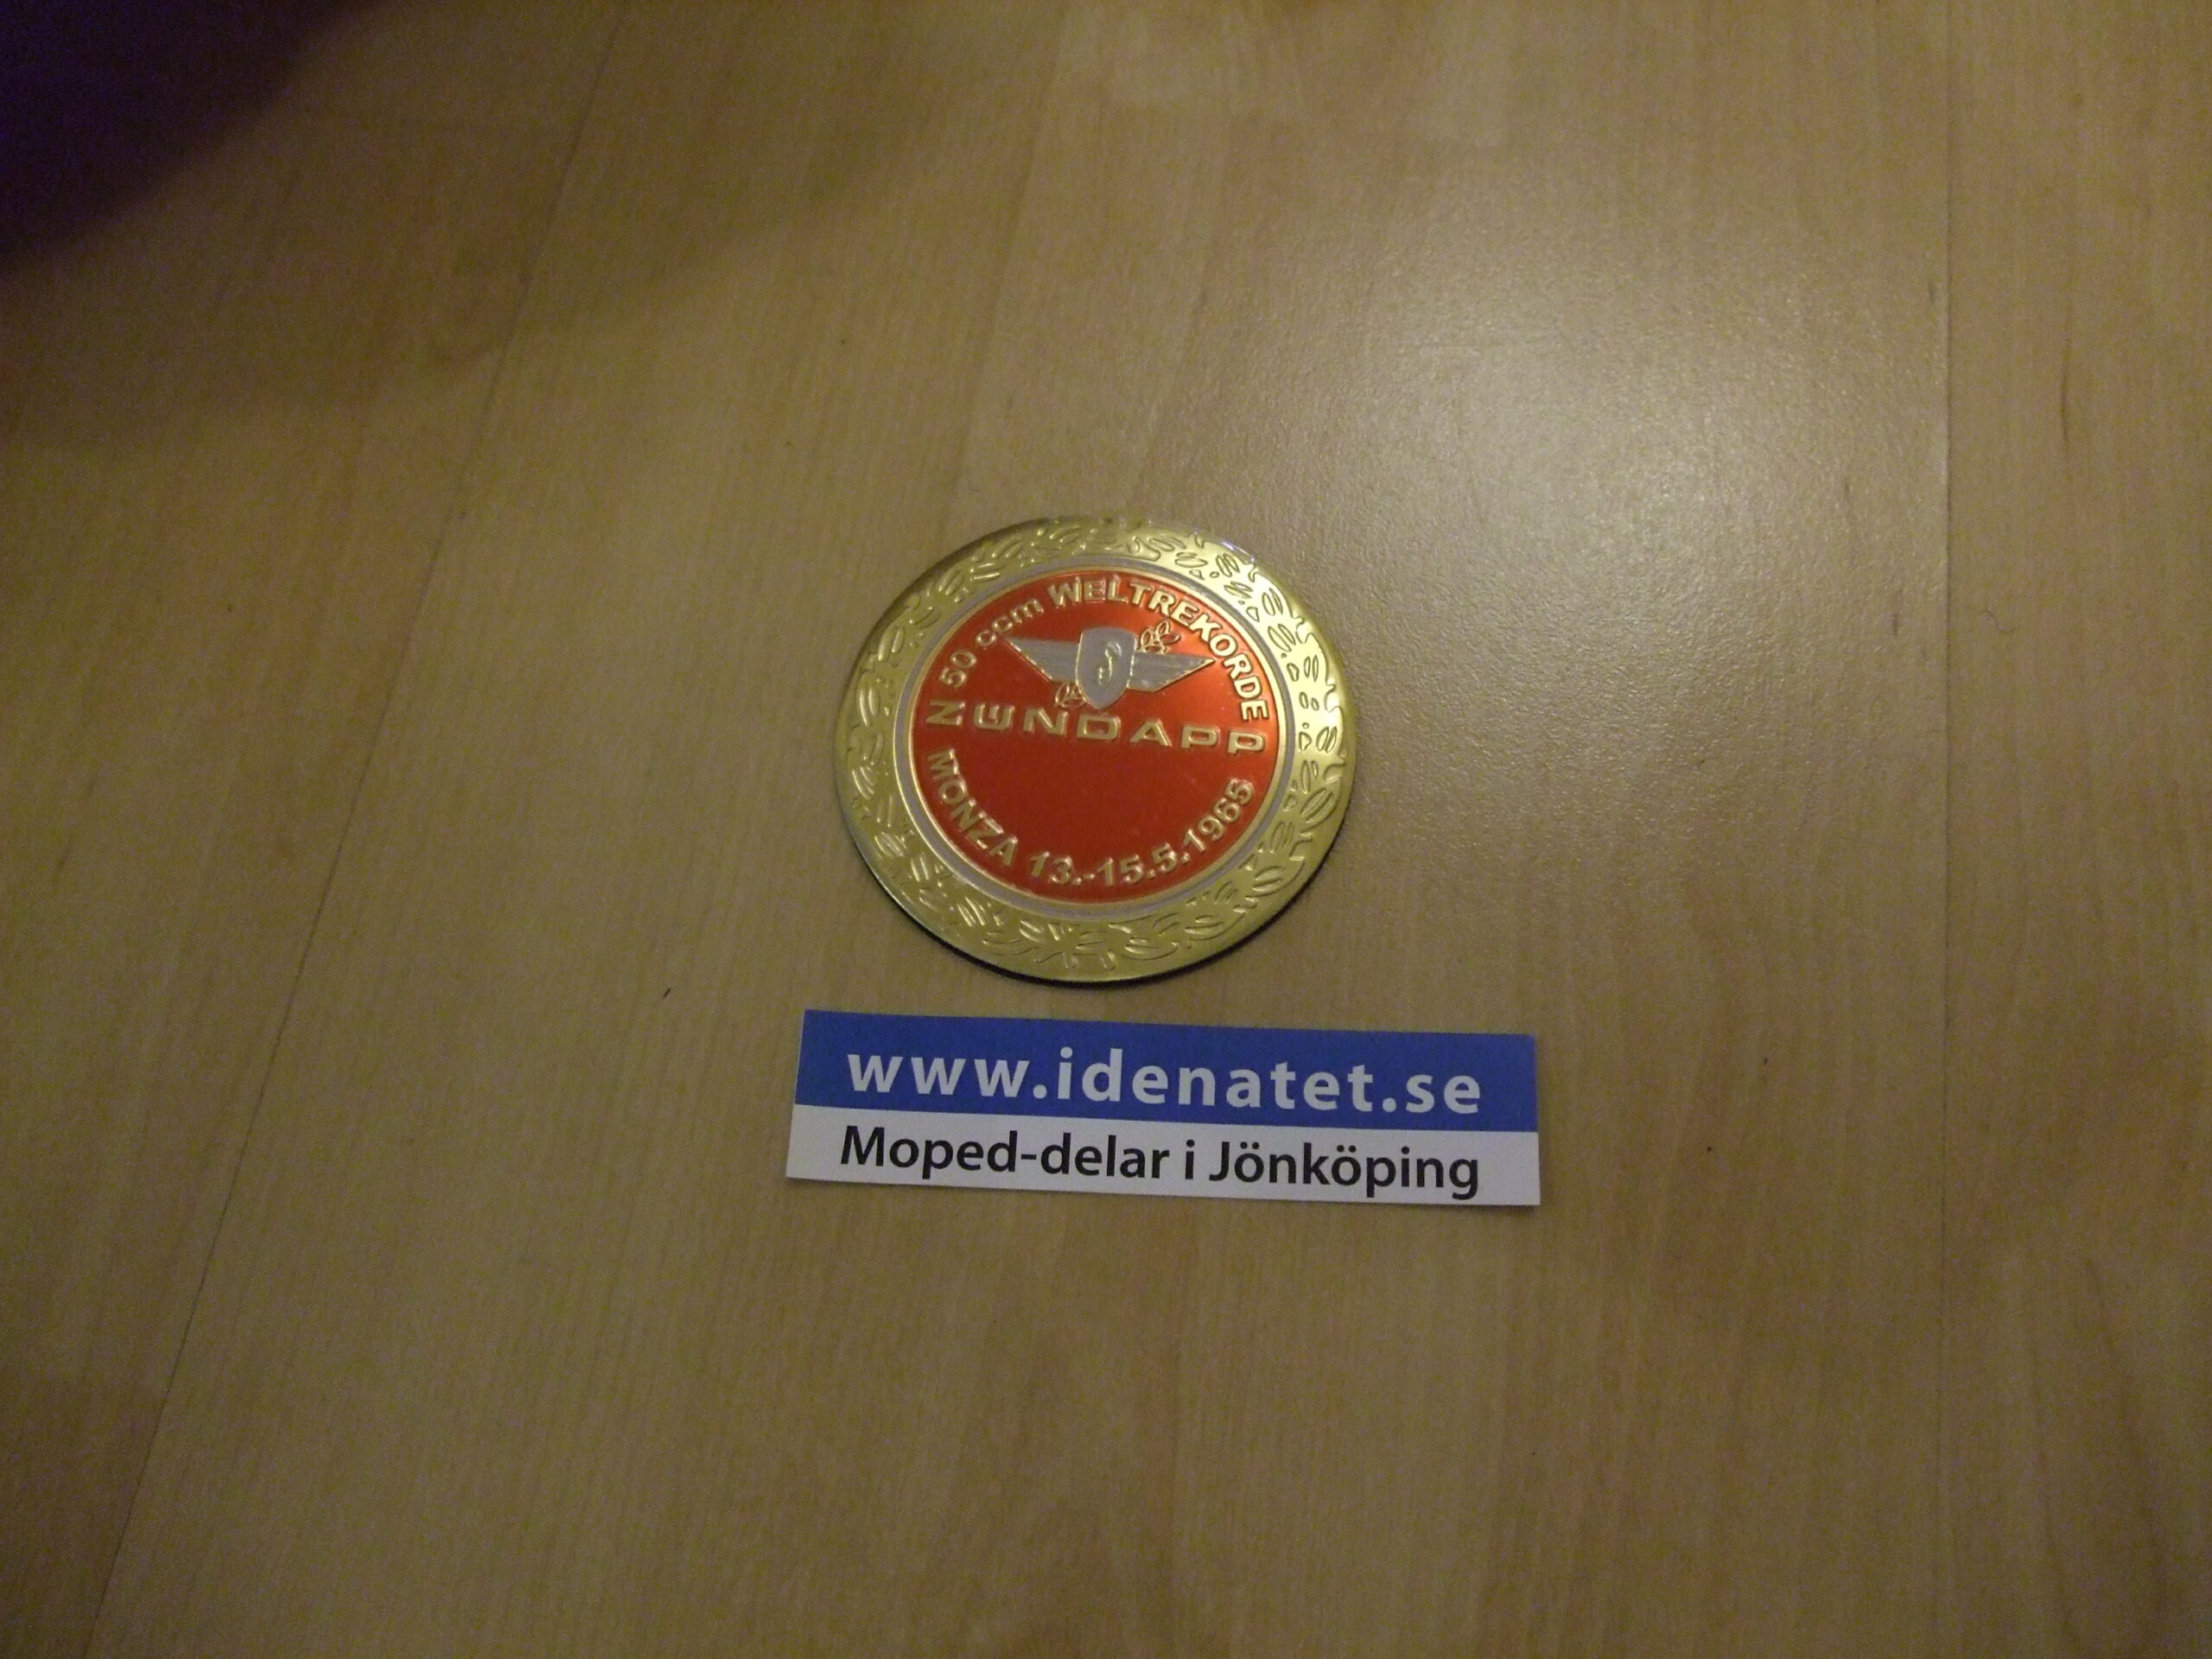 50 ccm WELTREKORDE
ZÜNDAPP
MONZA 13.-15.5.1965
www.idenatet.se
Moped-delar i Jönköping